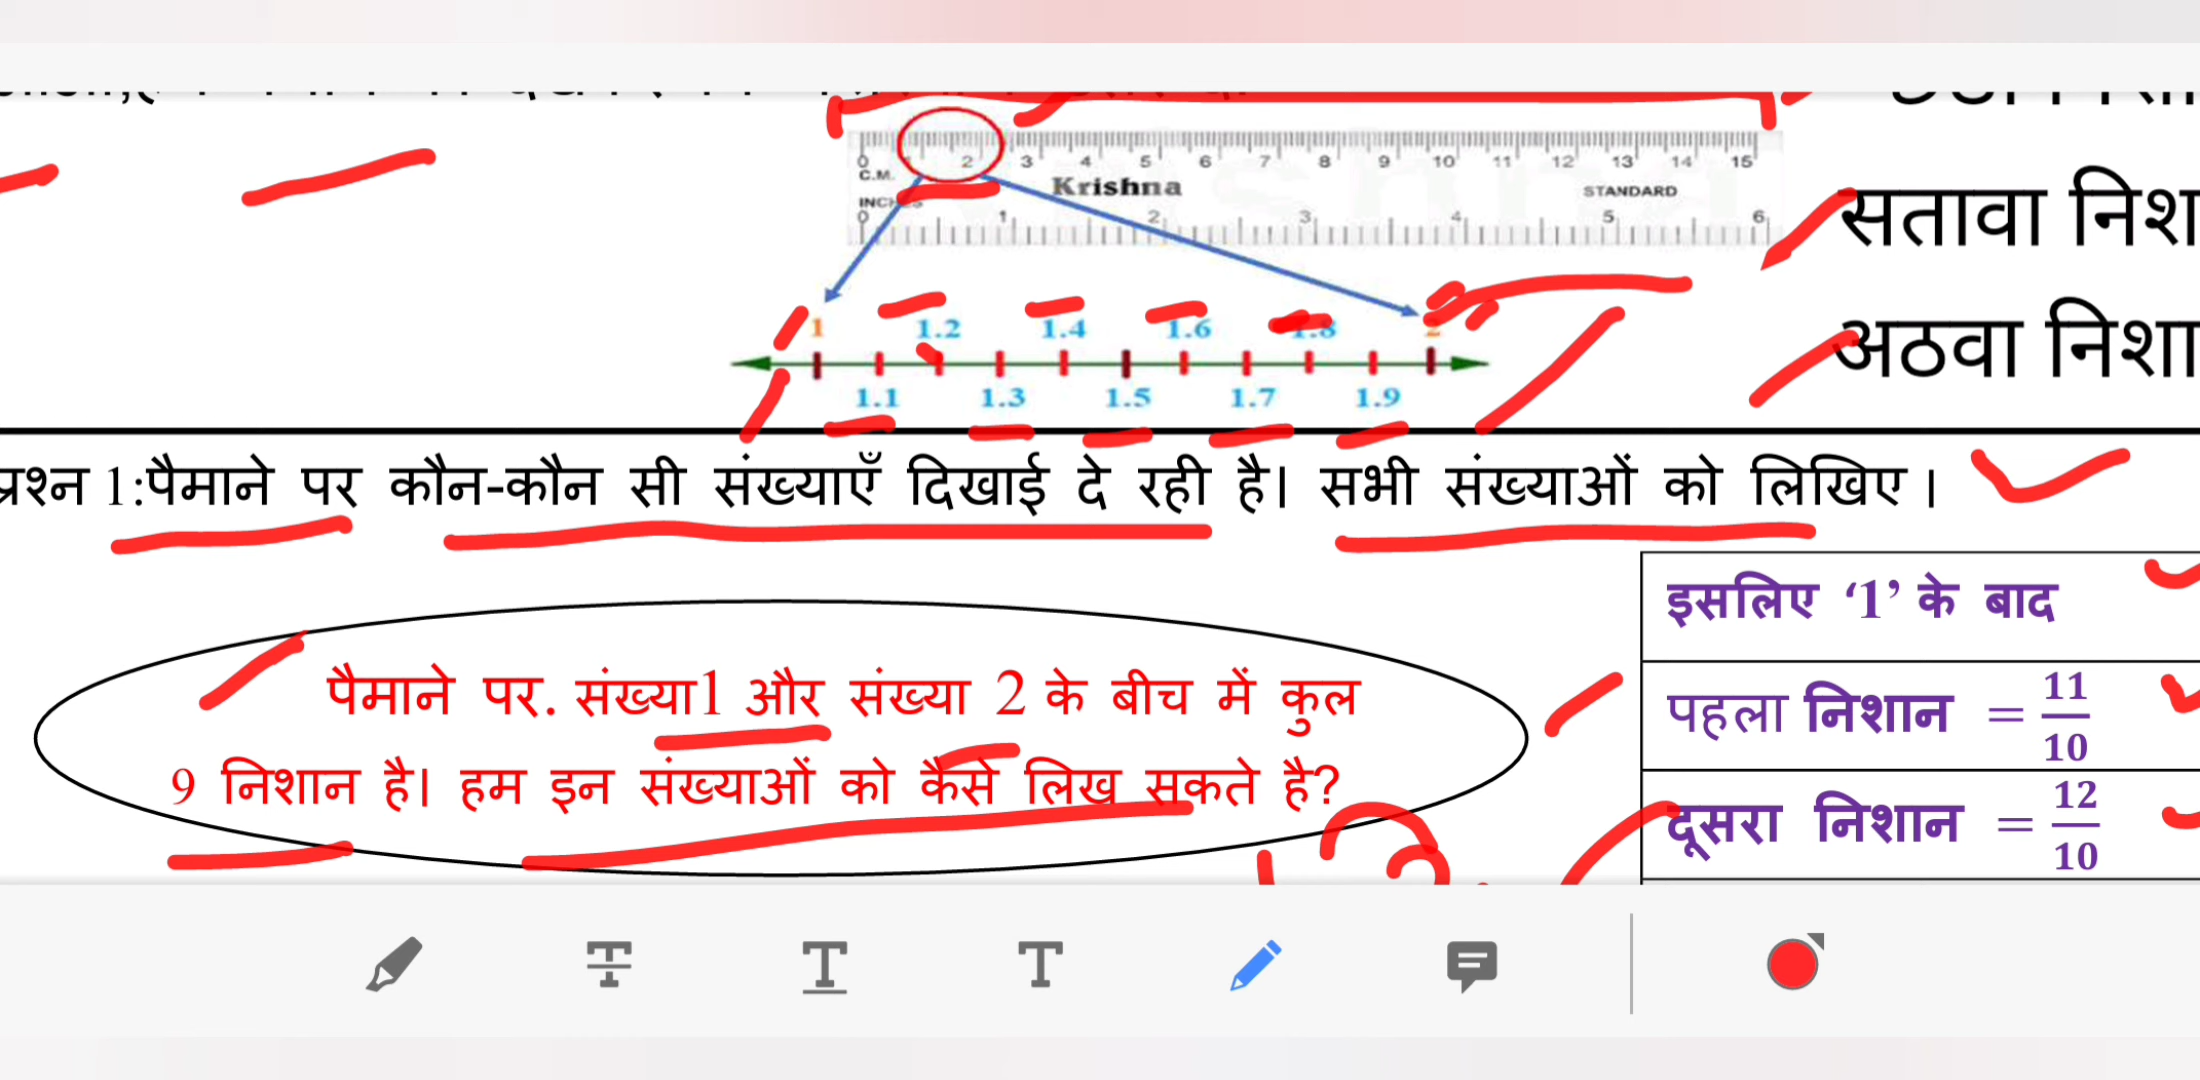 0 1 2 3 4 5 6 7 8 9 10 11 12 13 14 15
C.M.
Krishna
STANDARD
0 1 2 3 4 5 6
सतावा निश
1 1.2 1.4 1.6 1.8 2
अठवा निशा
1.1 1.3 1.5 1.7 1.9
प्रश्न 1:पैमाने पर कौन-कौन सी संख्याएँ दिखाई दे रही है। सभी संख्याओं को लिखिए।
इसलिए ‘1’ के बाद
पैमाने पर. संख्या1 और संख्या 2 के बीच में कुल
9 निशान है। हम इन संख्याओं को कैसे लिख सकते है?
पहला निशान = 11/10
दूसरा निशान = 12/10